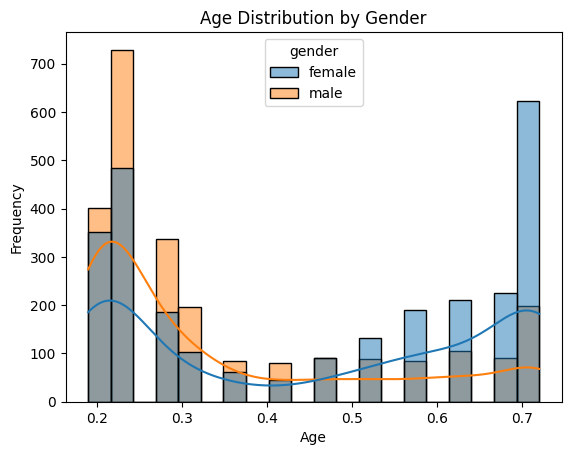 Age Distribution by Gender
gender
female
male
Frequency
700
600
500
400
300
200
100
0
0.2 0.3 0.4 0.5 0.6 0.7
Age